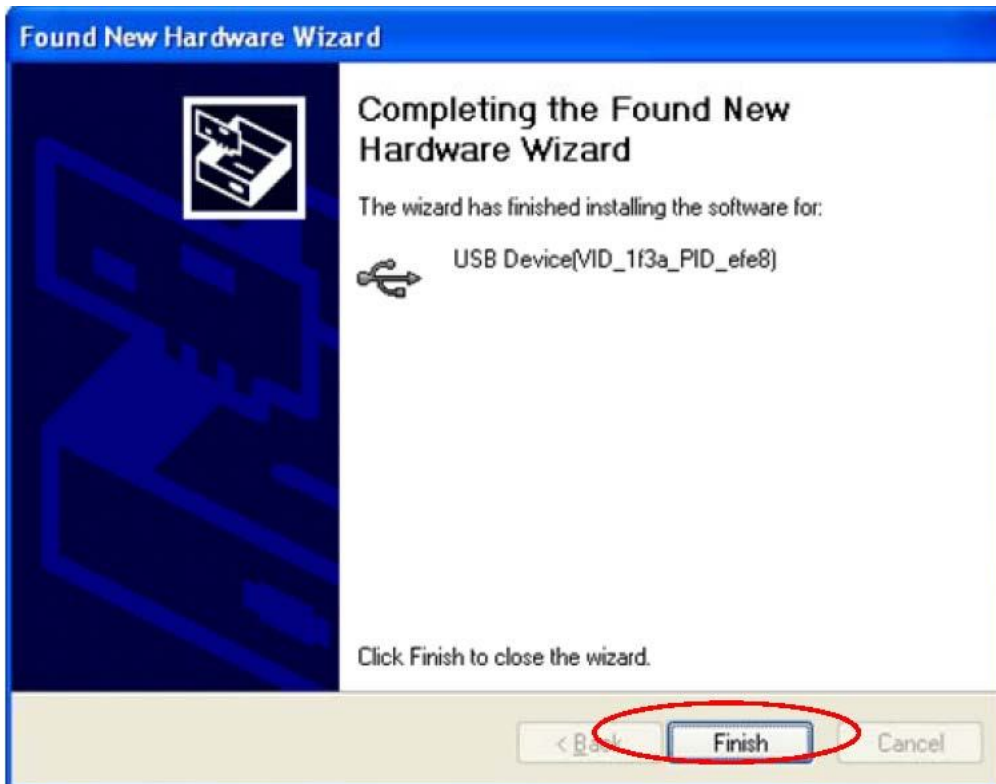 Found New Hardware Wizard
Completing the Found New
Hardware Wizard
The wizard has finished installing the software for:
USB Device(VID_1f3a_PID_efe8)
Click Finish to close the wizard.
< Back
Finish
Cancel